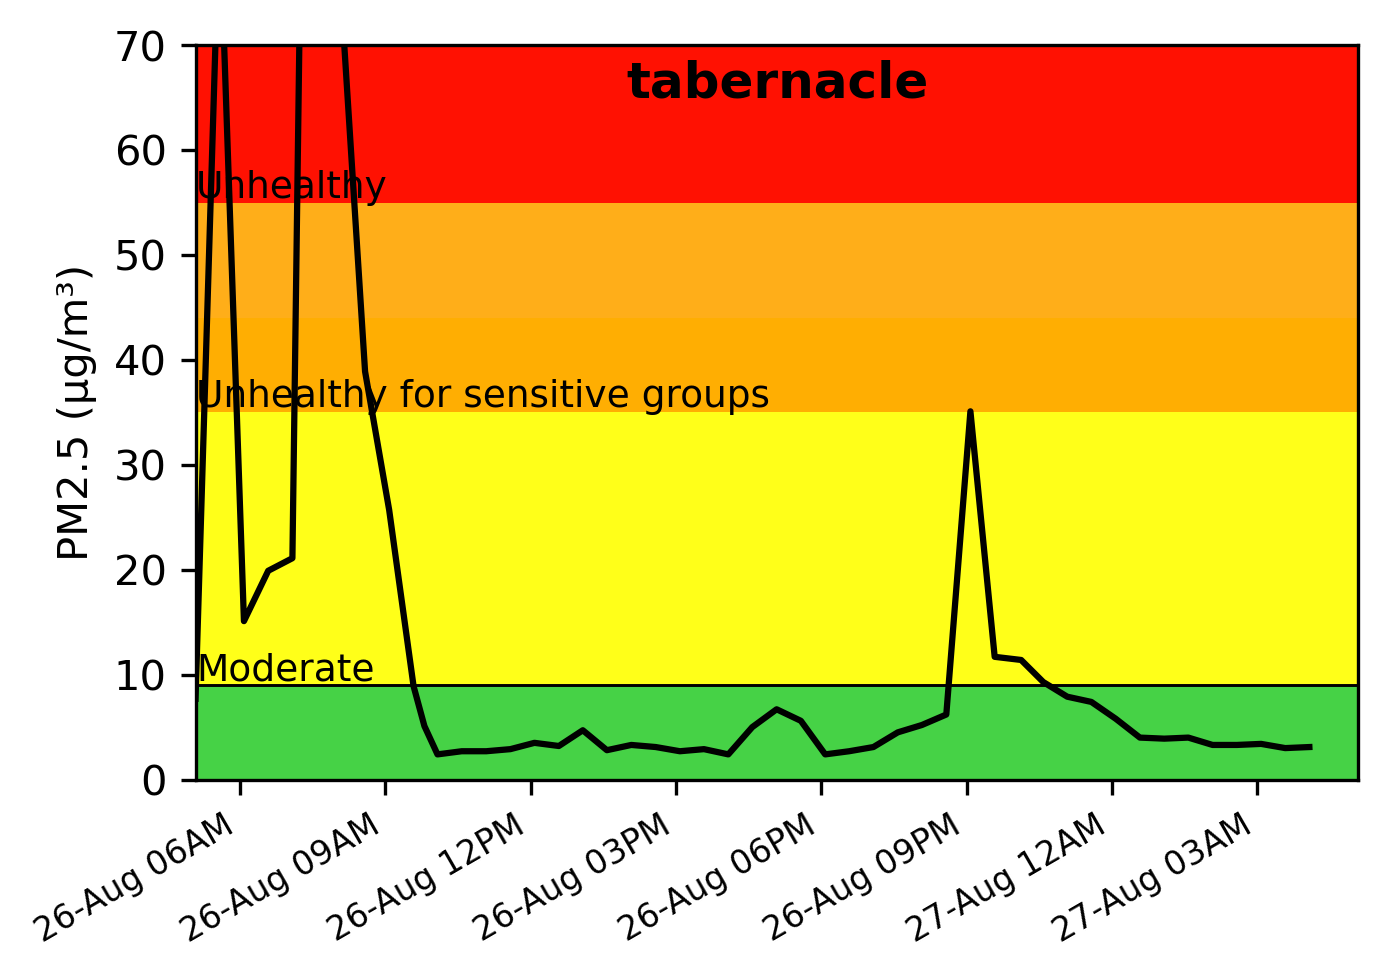 tabernacle
70
60
Unhealthy
50
40
Unhealthy for sensitive groups
30
20
10
Moderate
0
PM2.5 (µg/m³)
26-Aug 06AM
26-Aug 09AM
26-Aug 12PM
26-Aug 03PM
26-Aug 06PM
26-Aug 09PM
27-Aug 12AM
27-Aug 03AM